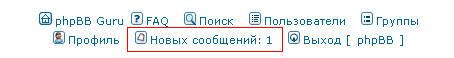 phpBB Guru FAQ Поиск Пользователи Группы
Профиль Новых сообщений: 1 Выход [ phpBB ]